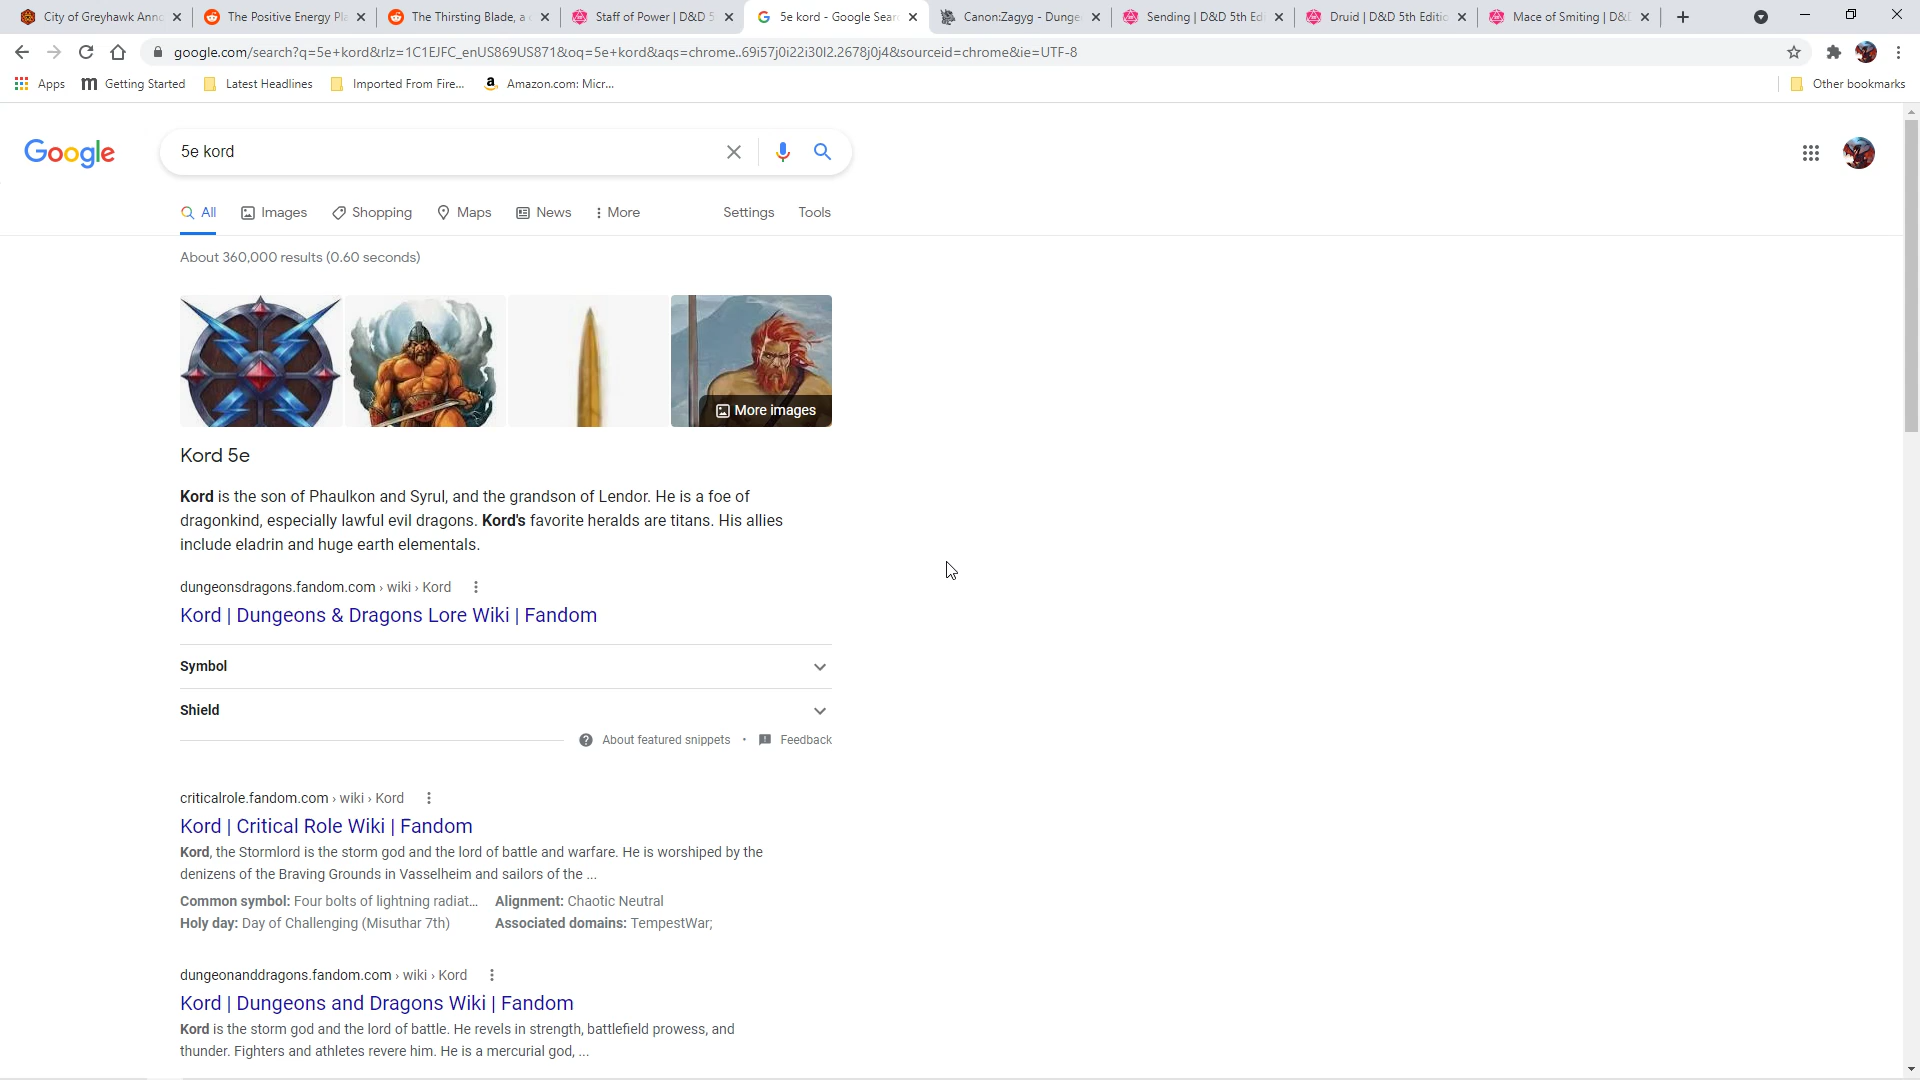 City of Greyhawk Anno
The Positive Energy Pla
The Thirsting Blade, a c
Staff of Power | D&D 5
5e kord - Google Sear
Canon:Zagyg - Dunge
Sending | D&D 5th Edi
Druid | D&D 5th Editio
Mace of Smiting | D&D
google.com/search?q=5e+kord&rlz=1C1EJFC_enUS869US871&oq=5e+kord&aqs=chrome..69i57j0i22i30l2.2678j0j4&sourceid=chrome&ie=UTF-8
Apps
Getting Started
Latest Headlines
Imported From Fire...
Amazon.com: Micr...
Other bookmarks
Google
5e kord
All
Images
Shopping
Maps
News
More
Settings
Tools
About 360,000 results (0.60 seconds)
More images
Kord 5e
Kord is the son of Phaulkon and Syrul, and the grandson of Lendor. He is a foe of
dragonkind, especially lawful evil dragons. Kord's favorite heralds are titans. His allies
include eladrin and huge earth elementals.
dungeonsdragons.fandom.com › wiki › Kord
Kord | Dungeons & Dragons Lore Wiki | Fandom
Symbol
Shield
About featured snippets • Feedback
criticalrole.fandom.com › wiki › Kord
Kord | Critical Role Wiki | Fandom
Kord, the Stormlord is the storm god and the lord of battle and warfare. He is worshiped by the
denizens of the Braving Grounds in Vasselheim and sailors of the ...
Common symbol: Four bolts of lightning radiat... Alignment: Chaotic Neutral
Holy day: Day of Challenging (Misuthar 7th) Associated domains: TempestWar;
dungeonanddragons.fandom.com › wiki › Kord
Kord | Dungeons and Dragons Wiki | Fandom
Kord is the storm god and the lord of battle. He revels in strength, battlefield prowess, and
thunder. Fighters and athletes revere him. He is a mercurial god, ...